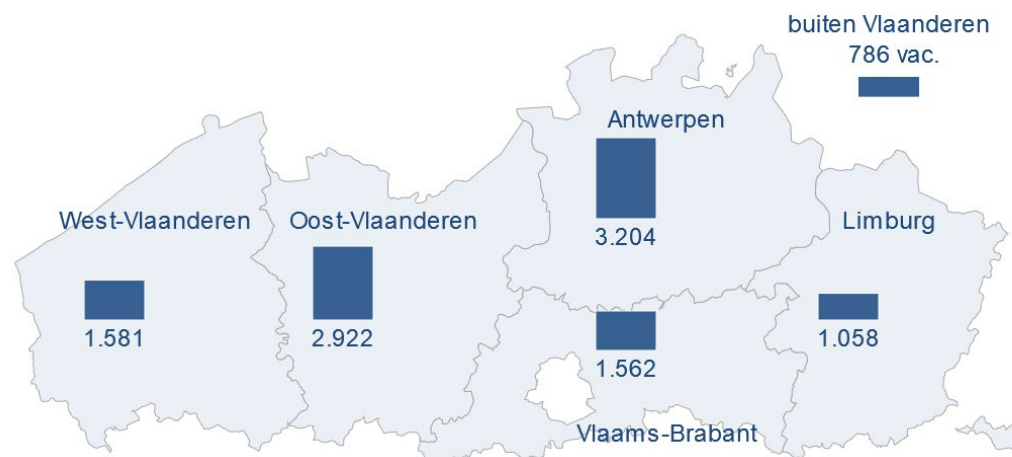 buiten Vlaanderen
786 vac.
Antwerpen
3.204
West-Vlaanderen
1.581
Oost-Vlaanderen
2.922
Limburg
1.058
1.562
Vlaams-Brabant